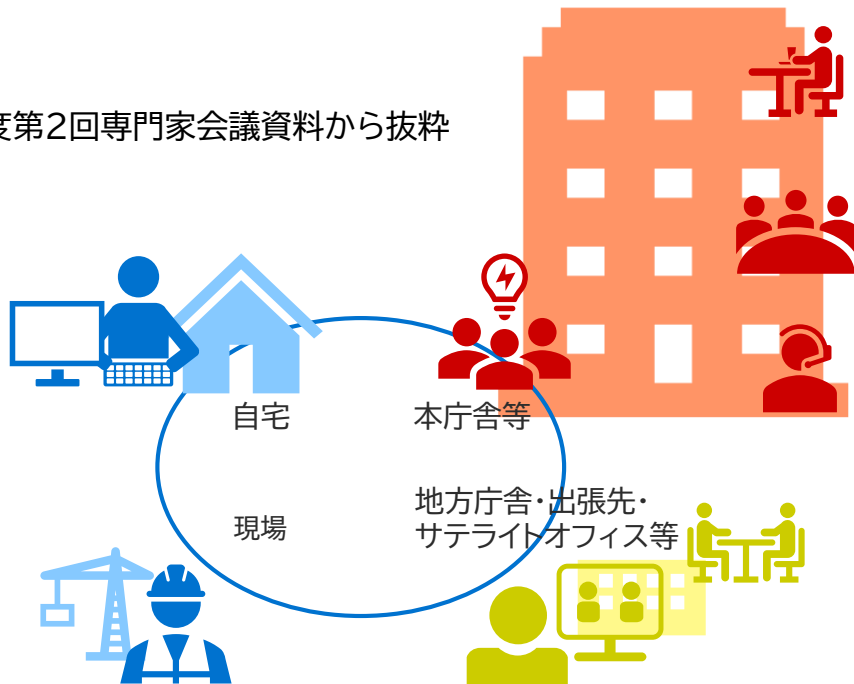 度第2回専門家会議資料から抜粋
自宅
本庁舎等
現場
地方庁舎・出張先・
サテライトオフィス等